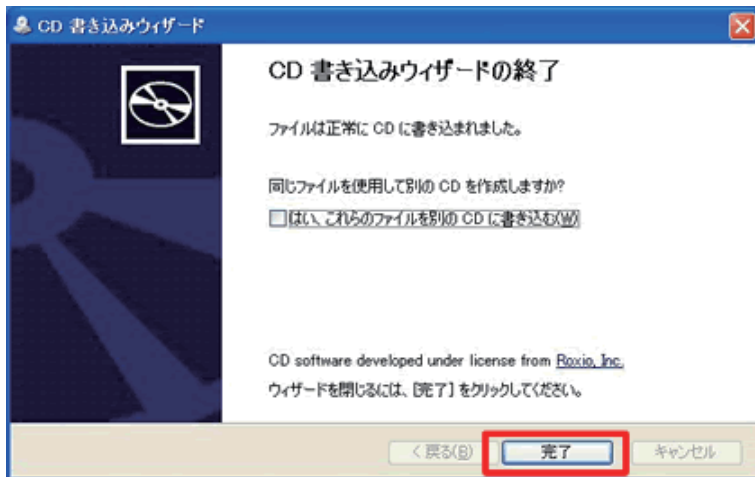 CD 書き込みウィザード
CD 書き込みウィザードの終了
ファイルは正常に CD に書き込まれました。
同じファイルを使用して別の CD を作成しますか?
はい、これらのファイルを別の CD に書き込む(W)
CD software developed under license from Roxio, Inc.
ウィザードを閉じるには、[完了] をクリックしてください。
< 戻る(B)
完了
キャンセル